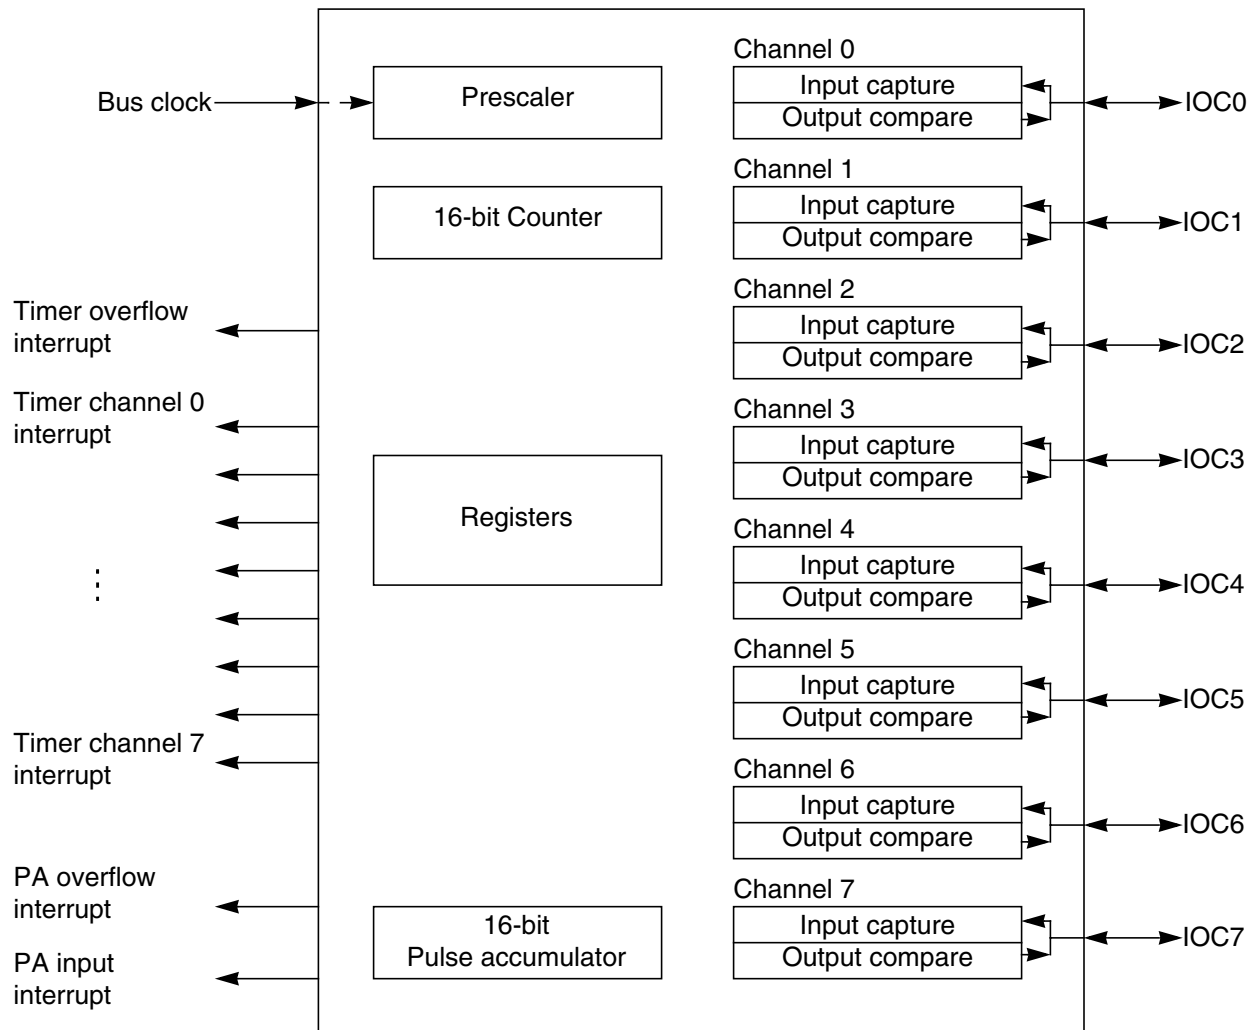 Bus clock
Timer overflow
interrupt
Timer channel 0
interrupt
Timer channel 7
interrupt
PA overflow
interrupt
PA input
interrupt
Prescaler
16-bit Counter
Registers
16-bit
Pulse accumulator
Channel 0
Input capture
Output compare
IOC0
Channel 1
Input capture
Output compare
IOC1
Channel 2
Input capture
Output compare
IOC2
Channel 3
Input capture
Output compare
IOC3
Channel 4
Input capture
Output compare
IOC4
Channel 5
Input capture
Output compare
IOC5
Channel 6
Input capture
Output compare
IOC6
Channel 7
Input capture
Output compare
IOC7